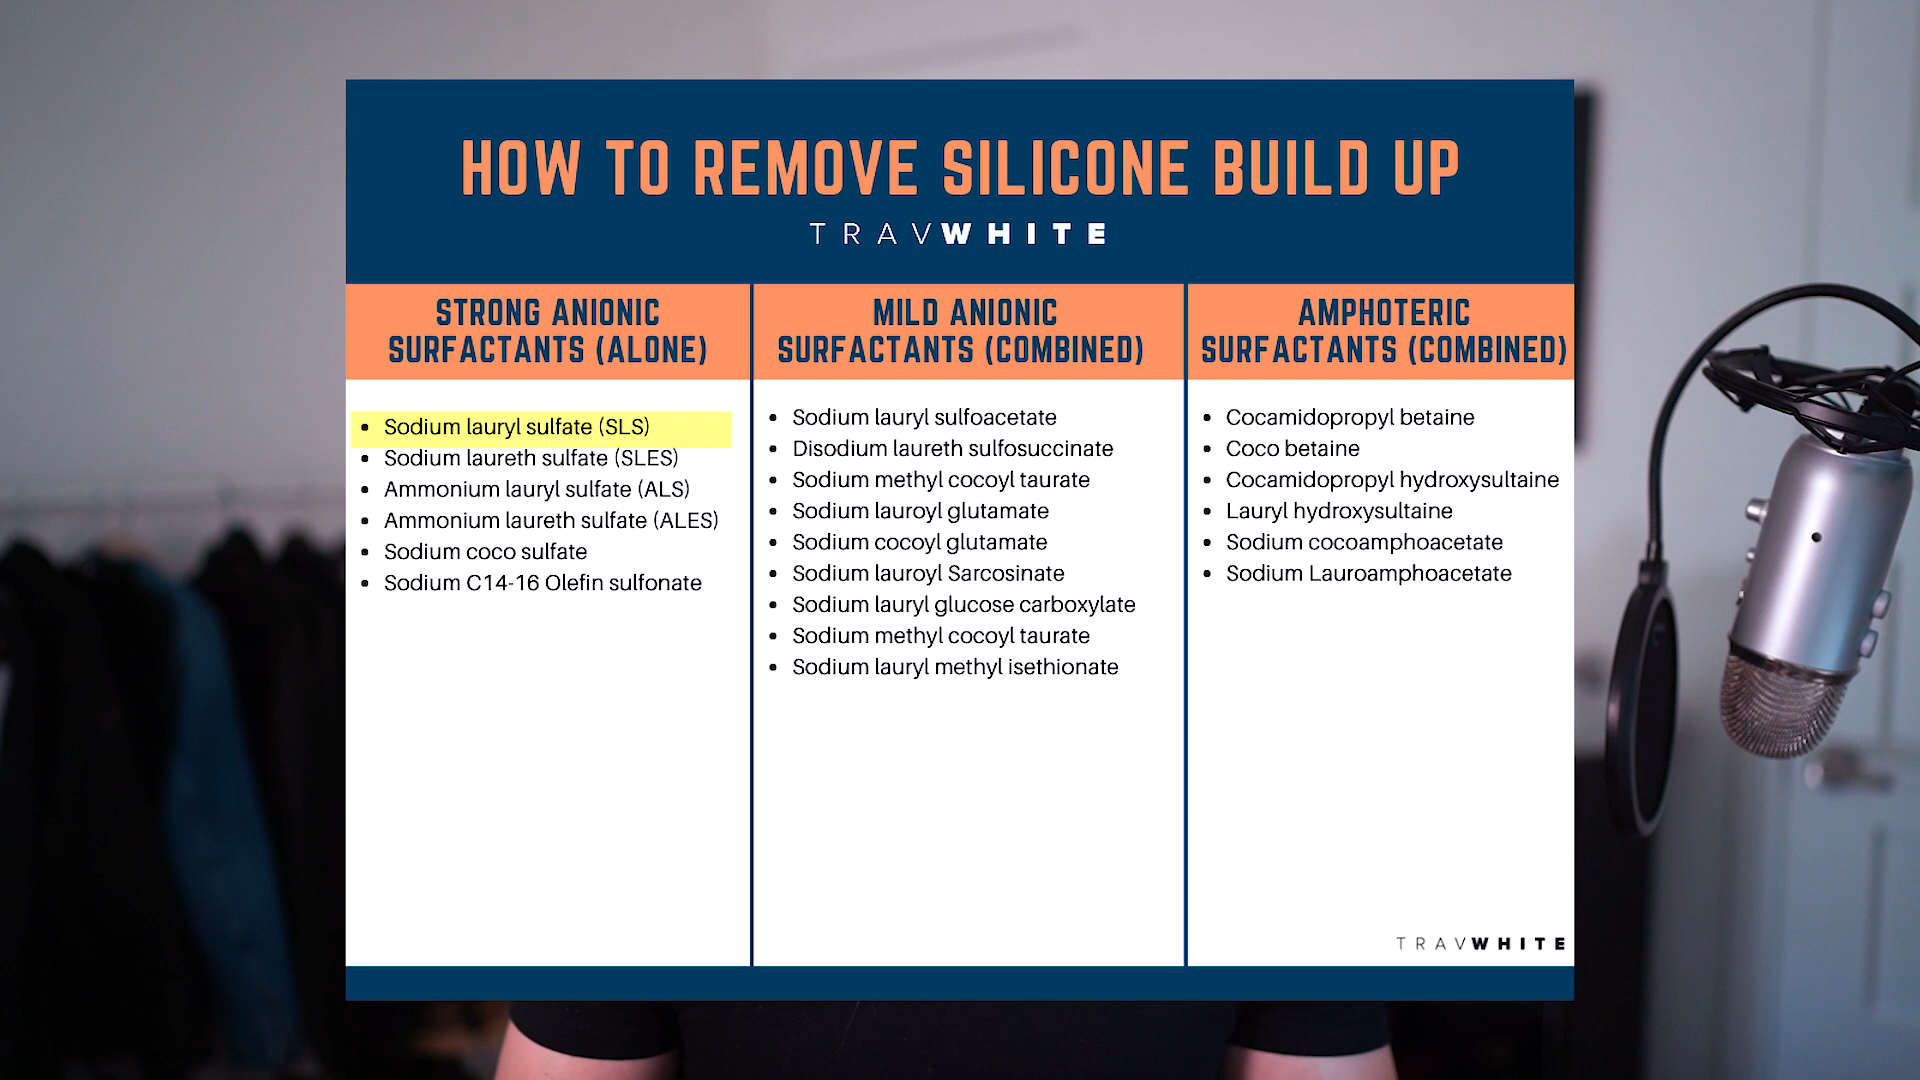 HOW TO REMOVE SILICONE BUILD UP
TRAVWHITE
STRONG ANIONIC
SURFACTANTS (ALONE)
• Sodium lauryl sulfate (SLS)
• Sodium laureth sulfate (SLES)
• Ammonium lauryl sulfate (ALS)
• Ammonium laureth sulfate (ALES)
• Sodium coco sulfate
• Sodium C14-16 Olefin sulfonate
MILD ANIONIC
SURFACTANTS (COMBINED)
• Sodium lauryl sulfoacetate
• Disodium laureth sulfosuccinate
• Sodium methyl cocoyl taurate
• Sodium lauroyl glutamate
• Sodium cocoyl glutamate
• Sodium lauroyl Sarcosinate
• Sodium lauryl glucose carboxylate
• Sodium methyl cocoyl taurate
• Sodium lauryl methyl isethionate
AMPHOTERIC
SURFACTANTS (COMBINED)
• Cocamidopropyl betaine
• Coco betaine
• Cocamidopropyl hydroxysultaine
• Lauryl hydroxysultaine
• Sodium cocoamphoacetate
• Sodium Lauroamphoacetate
TRAVWHITE